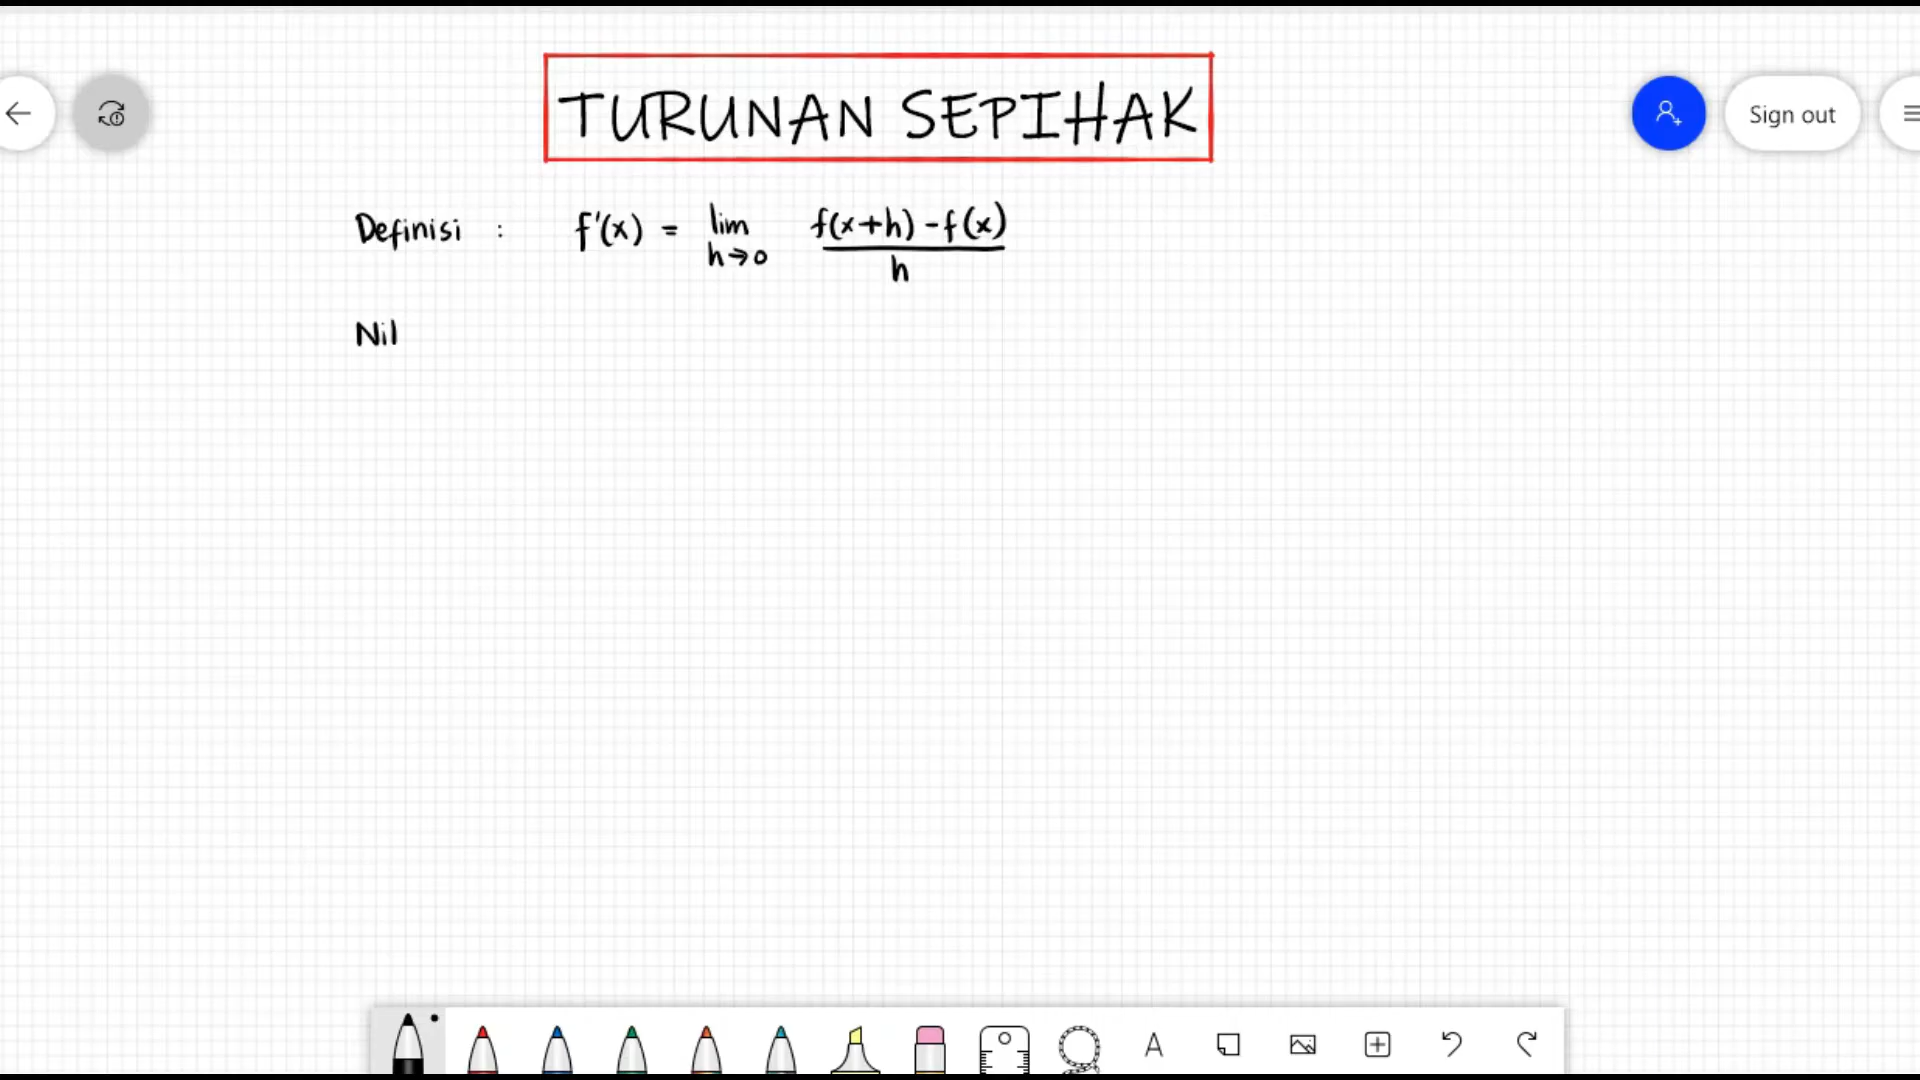 TURUNAN SEPIHAK
Sign out
Definisi : f'(x) = lim h→0 f(x+h) - f(x) / h
Nil
A